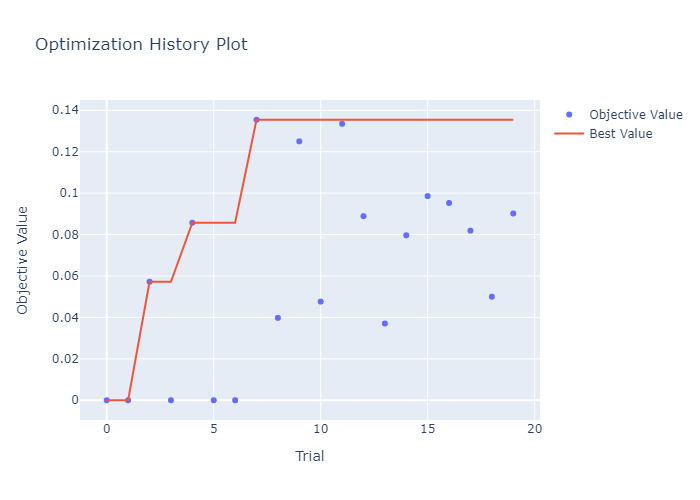 Optimization History Plot
Objective Value
Best Value
0.14
0.12
0.1
0.08
0.06
0.04
0.02
0
Objective Value
0
5
10
15
20
Trial